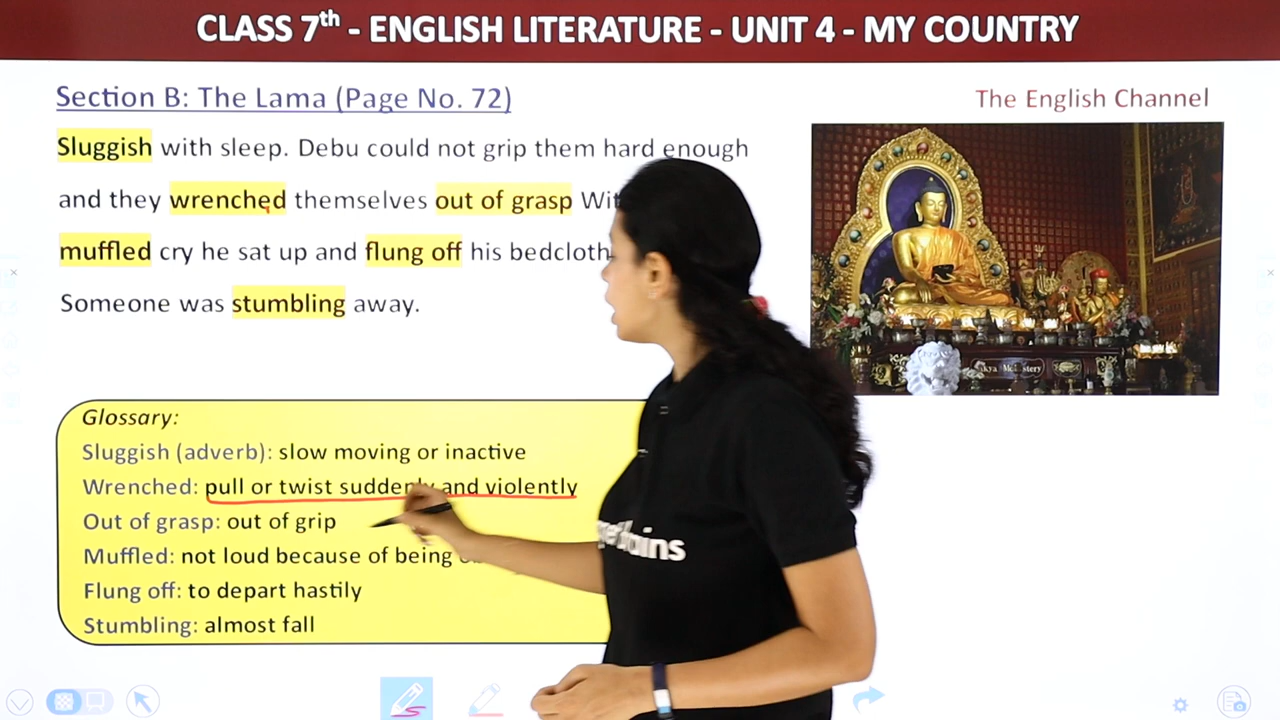 CLASS 7th - ENGLISH LITERATURE - UNIT 4 - MY COUNTRY
Section B: The Lama (Page No. 72)
The English Channel
Sluggish with sleep. Debu could not grip them hard enough
and they wrenched themselves out of grasp
muffled cry he sat up and flung off his
Someone was stumbling away.
Glossary:
Sluggish (adverb): slow moving or inactive
Wrenched: pull or twist suddenly and violently
Out of grasp: out of grip
Muffled: not loud because of being
Flung off: to depart hastily
Stumbling: almost fall